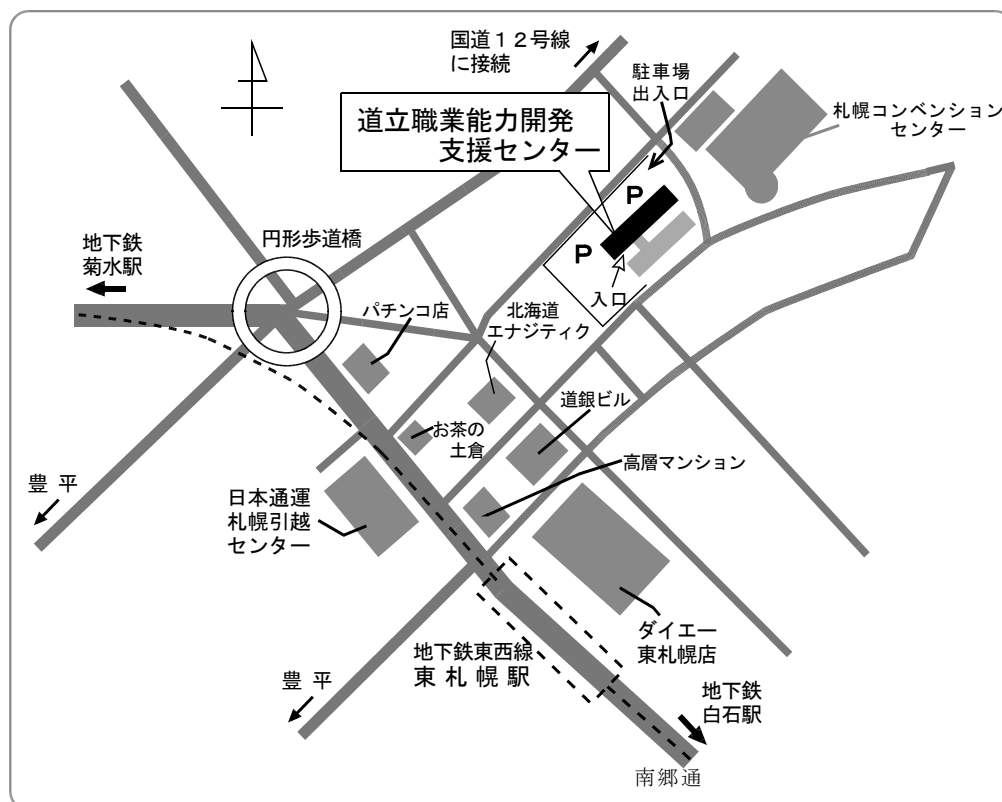 国道１２号線
に接続
駐車場
出入口
札幌コンベンション
センター
道立職業能力開発
支援センター
P
P
入口
円形歩道橋
地下鉄
菊水駅
パチンコ店
北海道
エナジティク
道銀ビル
お茶の
土倉
高層マンション
豊 平
日本通運
札幌引越
センター
ダイエー
東札幌店
地下鉄東西線
東札幌駅
豊 平
地下鉄
白石駅
南郷通